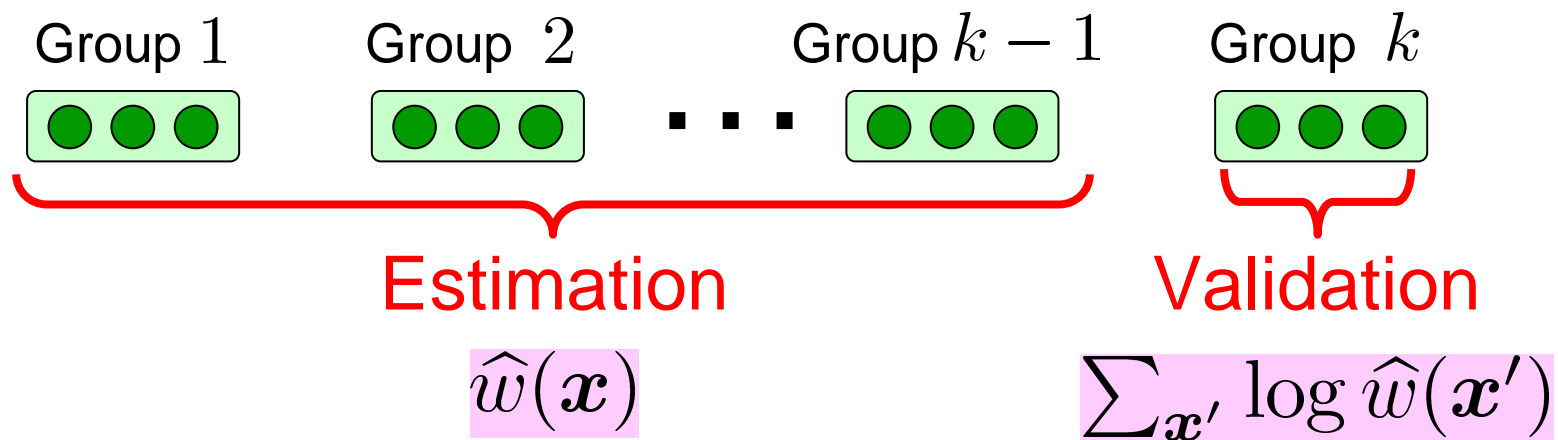 Group 1 Group 2 Group k − 1 Group k
...
Estimation Validation
ŵ(x) ∑ₓ′ log ŵ(x′)